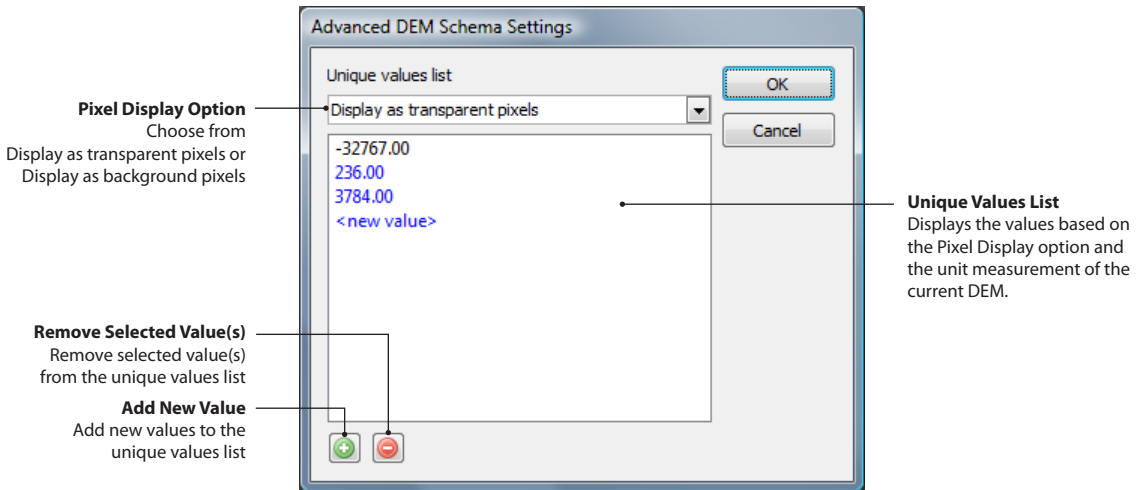 Advanced DEM Schema Settings
Unique values list
Display as transparent pixels
-32767.00
236.00
3784.00
<new value>
OK
Cancel
Pixel Display Option
Choose from
Display as transparent pixels or
Display as background pixels
Remove Selected Value(s)
Remove selected value(s)
from the unique values list
Add New Value
Add new values to the
unique values list
Unique Values List
Displays the values based on
the Pixel Display option and
the unit measurement of the
current DEM.